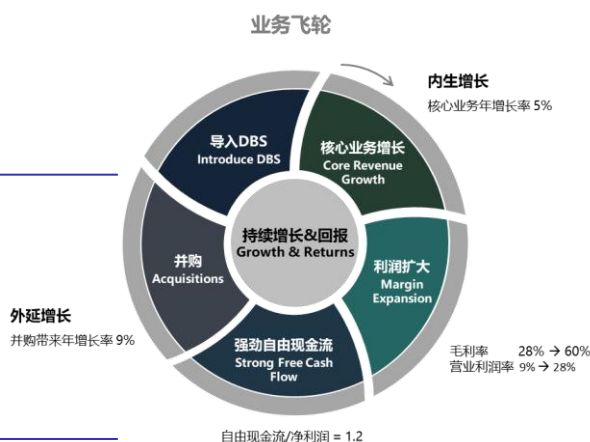 业务飞轮
内生增长
核心业务年增长率 5%
导入DBS
Introduce DBS
核心业务增长
Core Revenue
Growth
持续增长&回报
Growth & Returns
并购
Acquisitions
利润扩大
Margin
Expansion
外延增长
并购带来年增长率 9%
强劲自由现金流
Strong Free Cash
Flow
毛利率 28% → 60%
营业利润率 9% → 28%
自由现金流/净利润 = 1.2